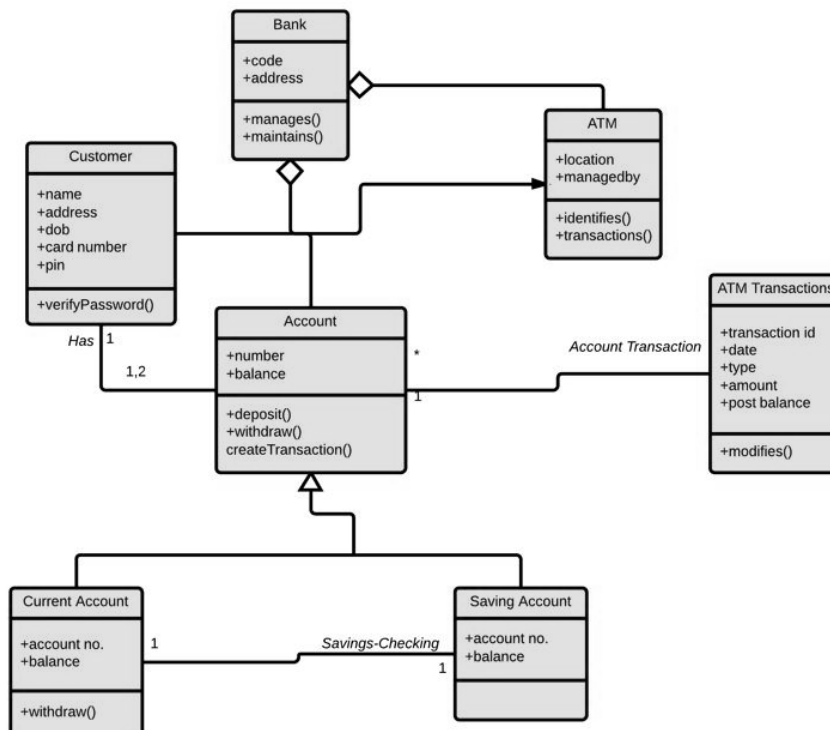 Bank
+code
+address
+manages()
+maintains()
ATM
+location
+managedby
+identifies()
+transactions()
Customer
+name
+address
+dob
+card number
+pin
+verifyPassword()
Has
1
1,2
Account
+number
+balance
+deposit()
+withdraw()
createTransaction()
*
1
Account Transaction
ATM Transactions
+transaction id
+date
+type
+amount
+post balance
+modifies()
Current Account
+account no.
+balance
+withdraw()
1
Savings-Checking
1
Saving Account
+account no.
+balance